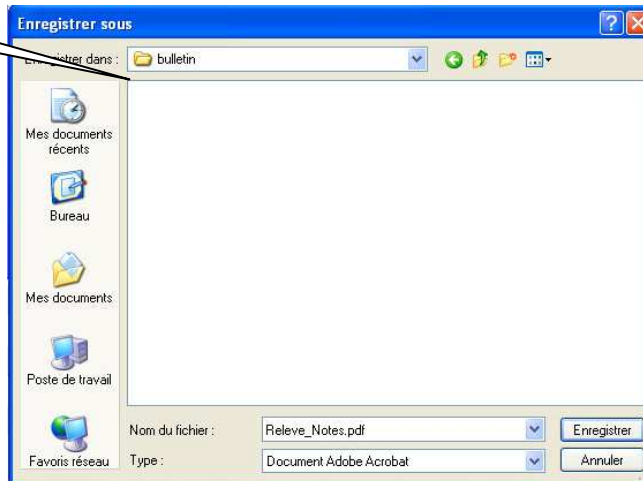 Enregistrer sous
Enregistrer dans :
bulletin
Mes documents
récents
Bureau
Mes documents
Poste de travail
Favoris réseau
Nom du fichier :
Releve_Notes.pdf
Enregistrer
Type :
Document Adobe Acrobat
Annuler